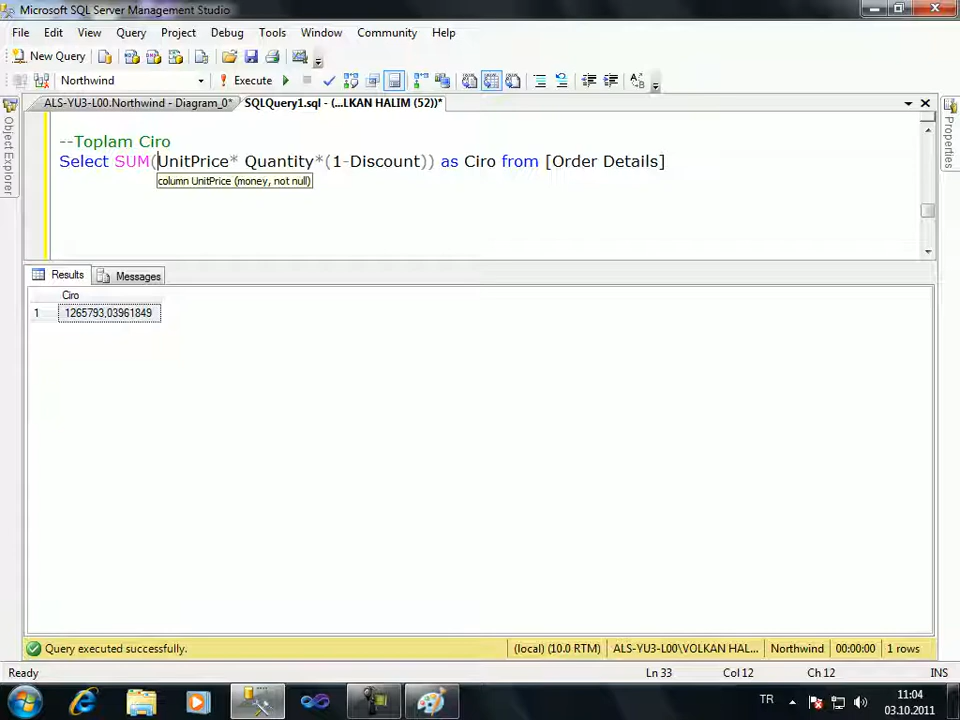 Microsoft SQL Server Management Studio
File Edit View Query Project Debug Tools Window Community Help
New Query
Northwind Execute
ALS-YU3-L00.Northwind - Diagram_0* SQLQuery1.sql - (...LKAN HALIM (52))*
Object Explorer
Properties
--Toplam Ciro
Select SUM(UnitPrice* Quantity*(1-Discount)) as Ciro from [Order Details]
column UnitPrice (money, not null)
Results Messages
Ciro
1 1265793,03961849
Query executed successfully. (local) (10.0 RTM) ALS-YU3-L00\VOLKAN HAL... Northwind 00:00:00 1 rows
Ready Ln 33 Col 12 Ch 12 INS
TR 11:04
03.10.2011